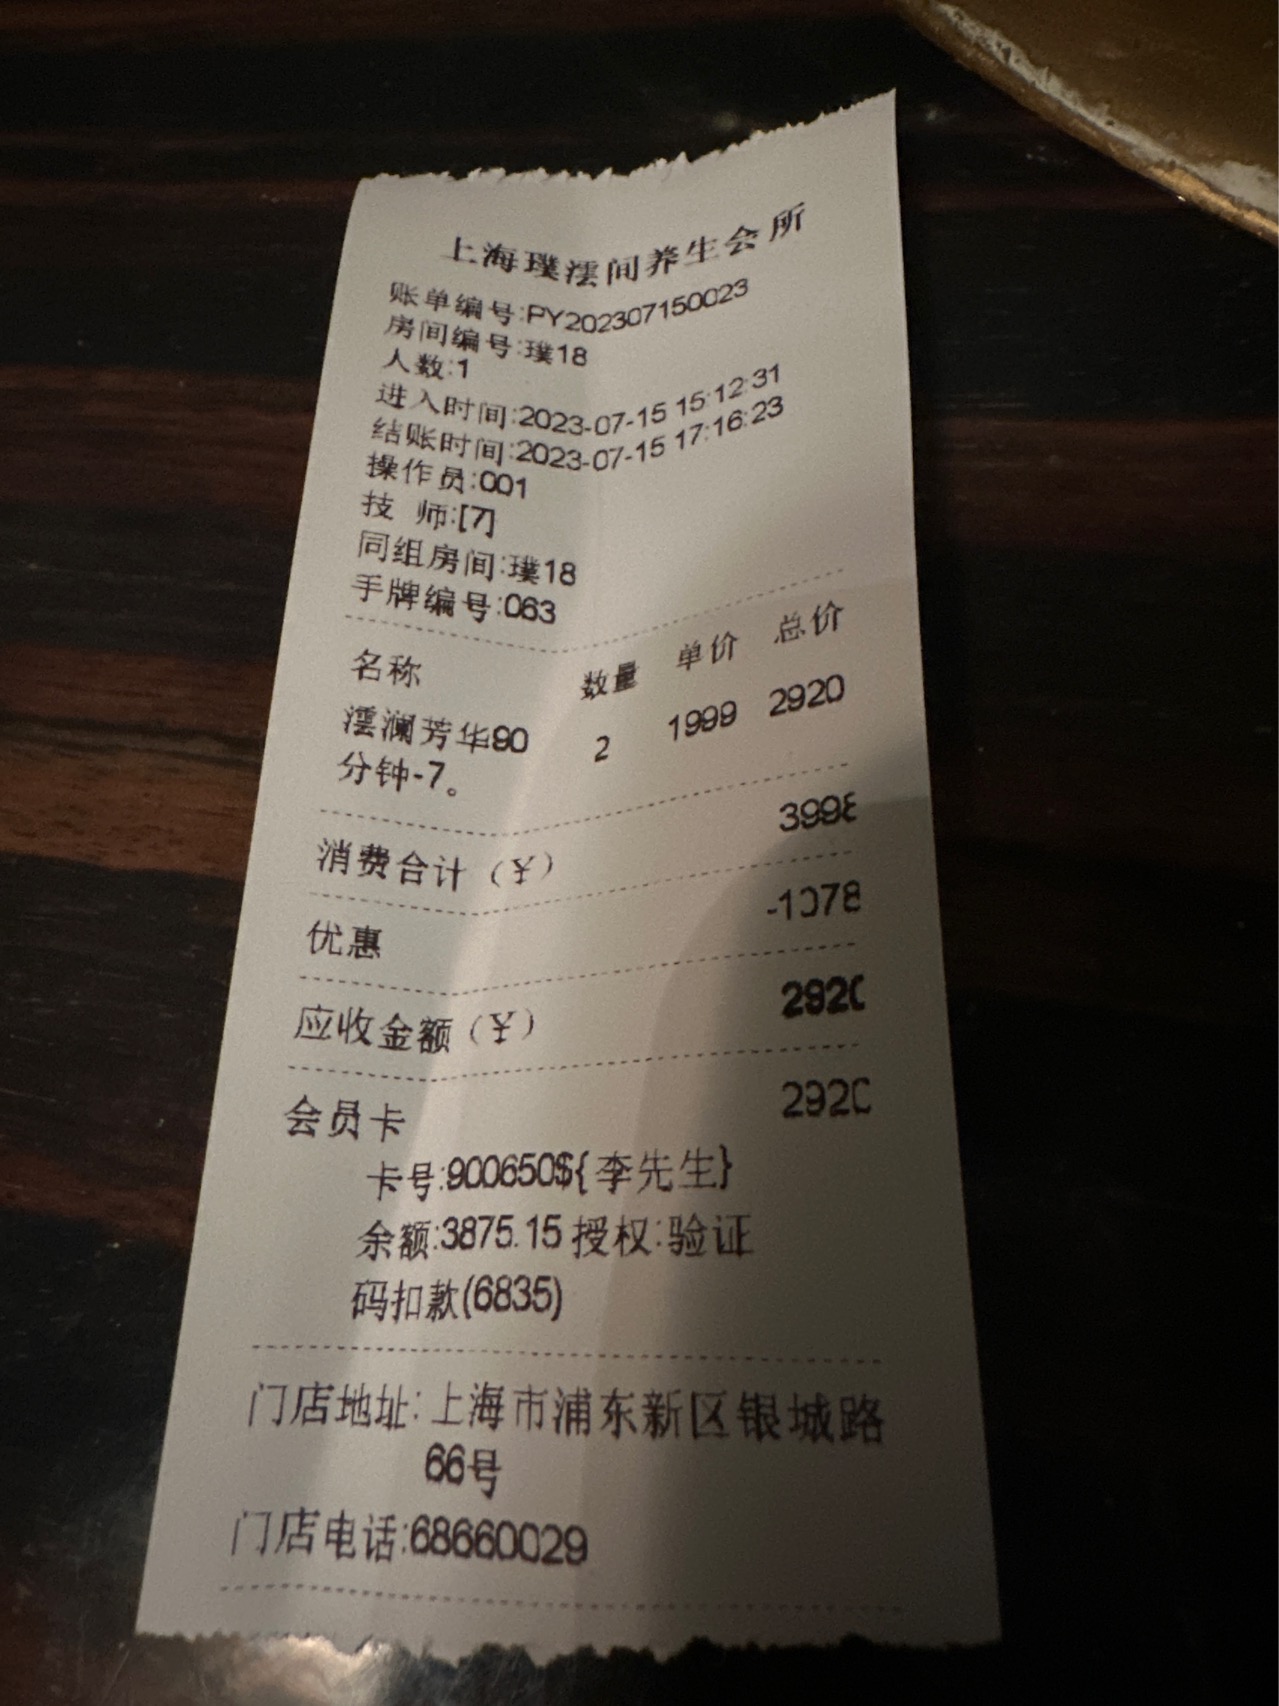 上海璞澐间养生会所
账单编号:PY202307150023
房间编号:璞18
人数:1
进入时间:2023-07-15 15:12:31
结账时间:2023-07-15 17:16:23
操作员:001
技 师:[7]
同组房间:璞18
手牌编号:063
名称 数量 单价 总价
澐澜芳华90 2 1999 2920
分钟-7。
消费合计（¥） 3998
优惠 -1078
应收金额（¥） 2920
会员卡 2920
卡号:900650${李先生}
余额:3875.15 授权:验证
码扣款(6835)
门店地址:上海市浦东新区银城路
66号
门店电话:68660029